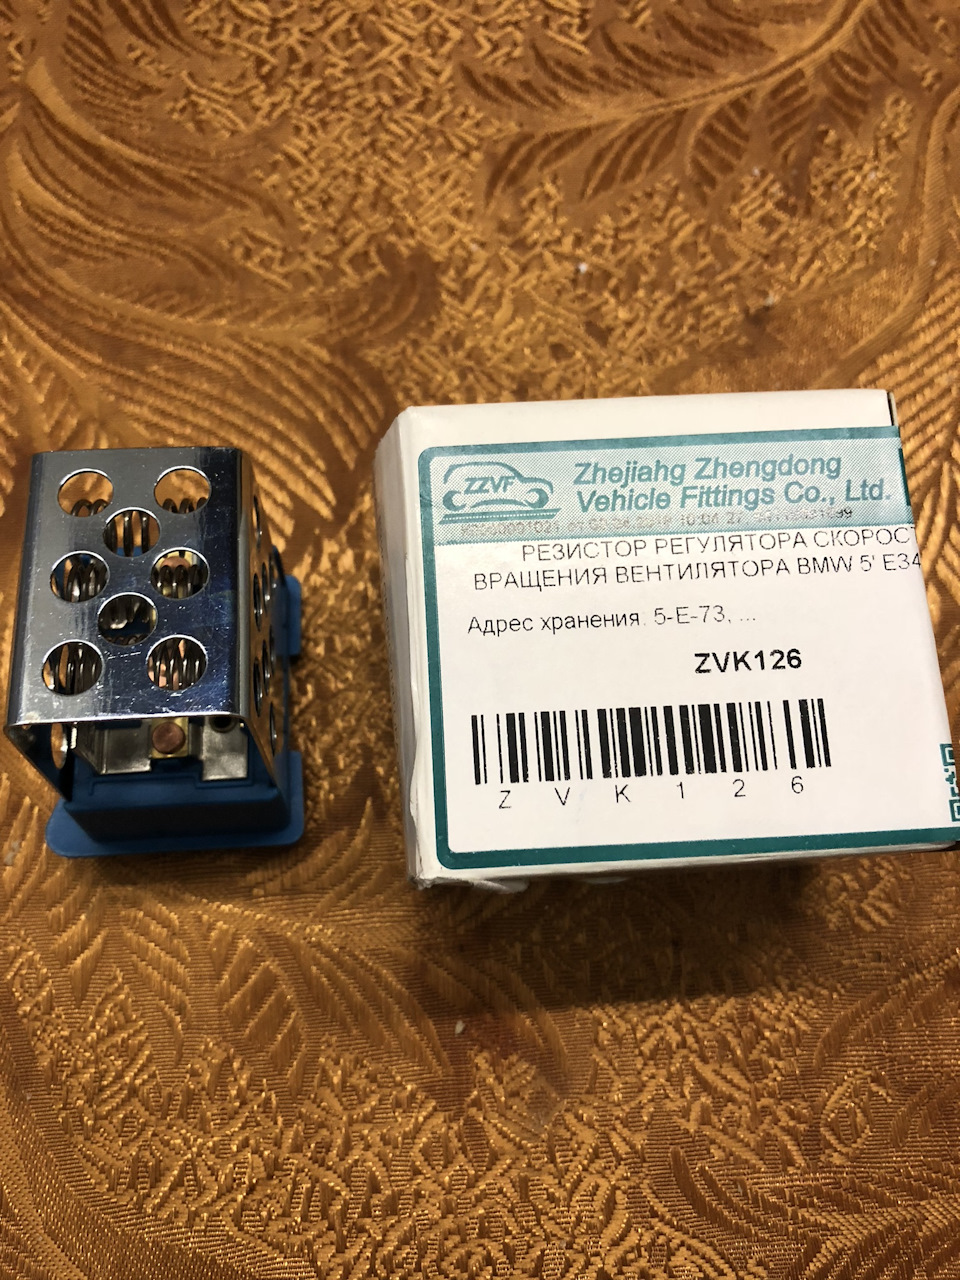 ZZVF
Zhejiahg Zhengdong
Vehicle Fittings Co., Ltd.
РЕЗИСТОР РЕГУЛЯТОРА СКОРОСТ
ВРАЩЕНИЯ ВЕНТИЛЯТОРА BMW 5' E34
Адрес хранения: 5-E-73, ...
ZVK126
Z V K 1 2 6